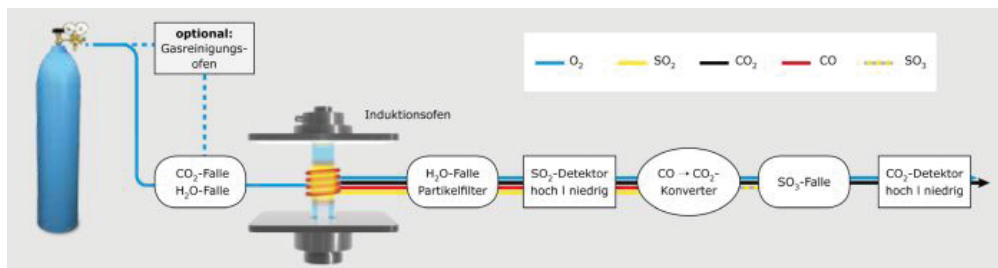 optional:
Gasreinigungs-
ofen
O₂
SO₂
CO₂
CO
SO₃
Induktionsofen
CO₂-Falle
H₂O-Falle
H₂O-Falle
Partikelfilter
SO₂-Detektor
hoch I niedrig
CO → CO₂-
Konverter
SO₃-Falle
CO₂-Detektor
hoch I niedrig